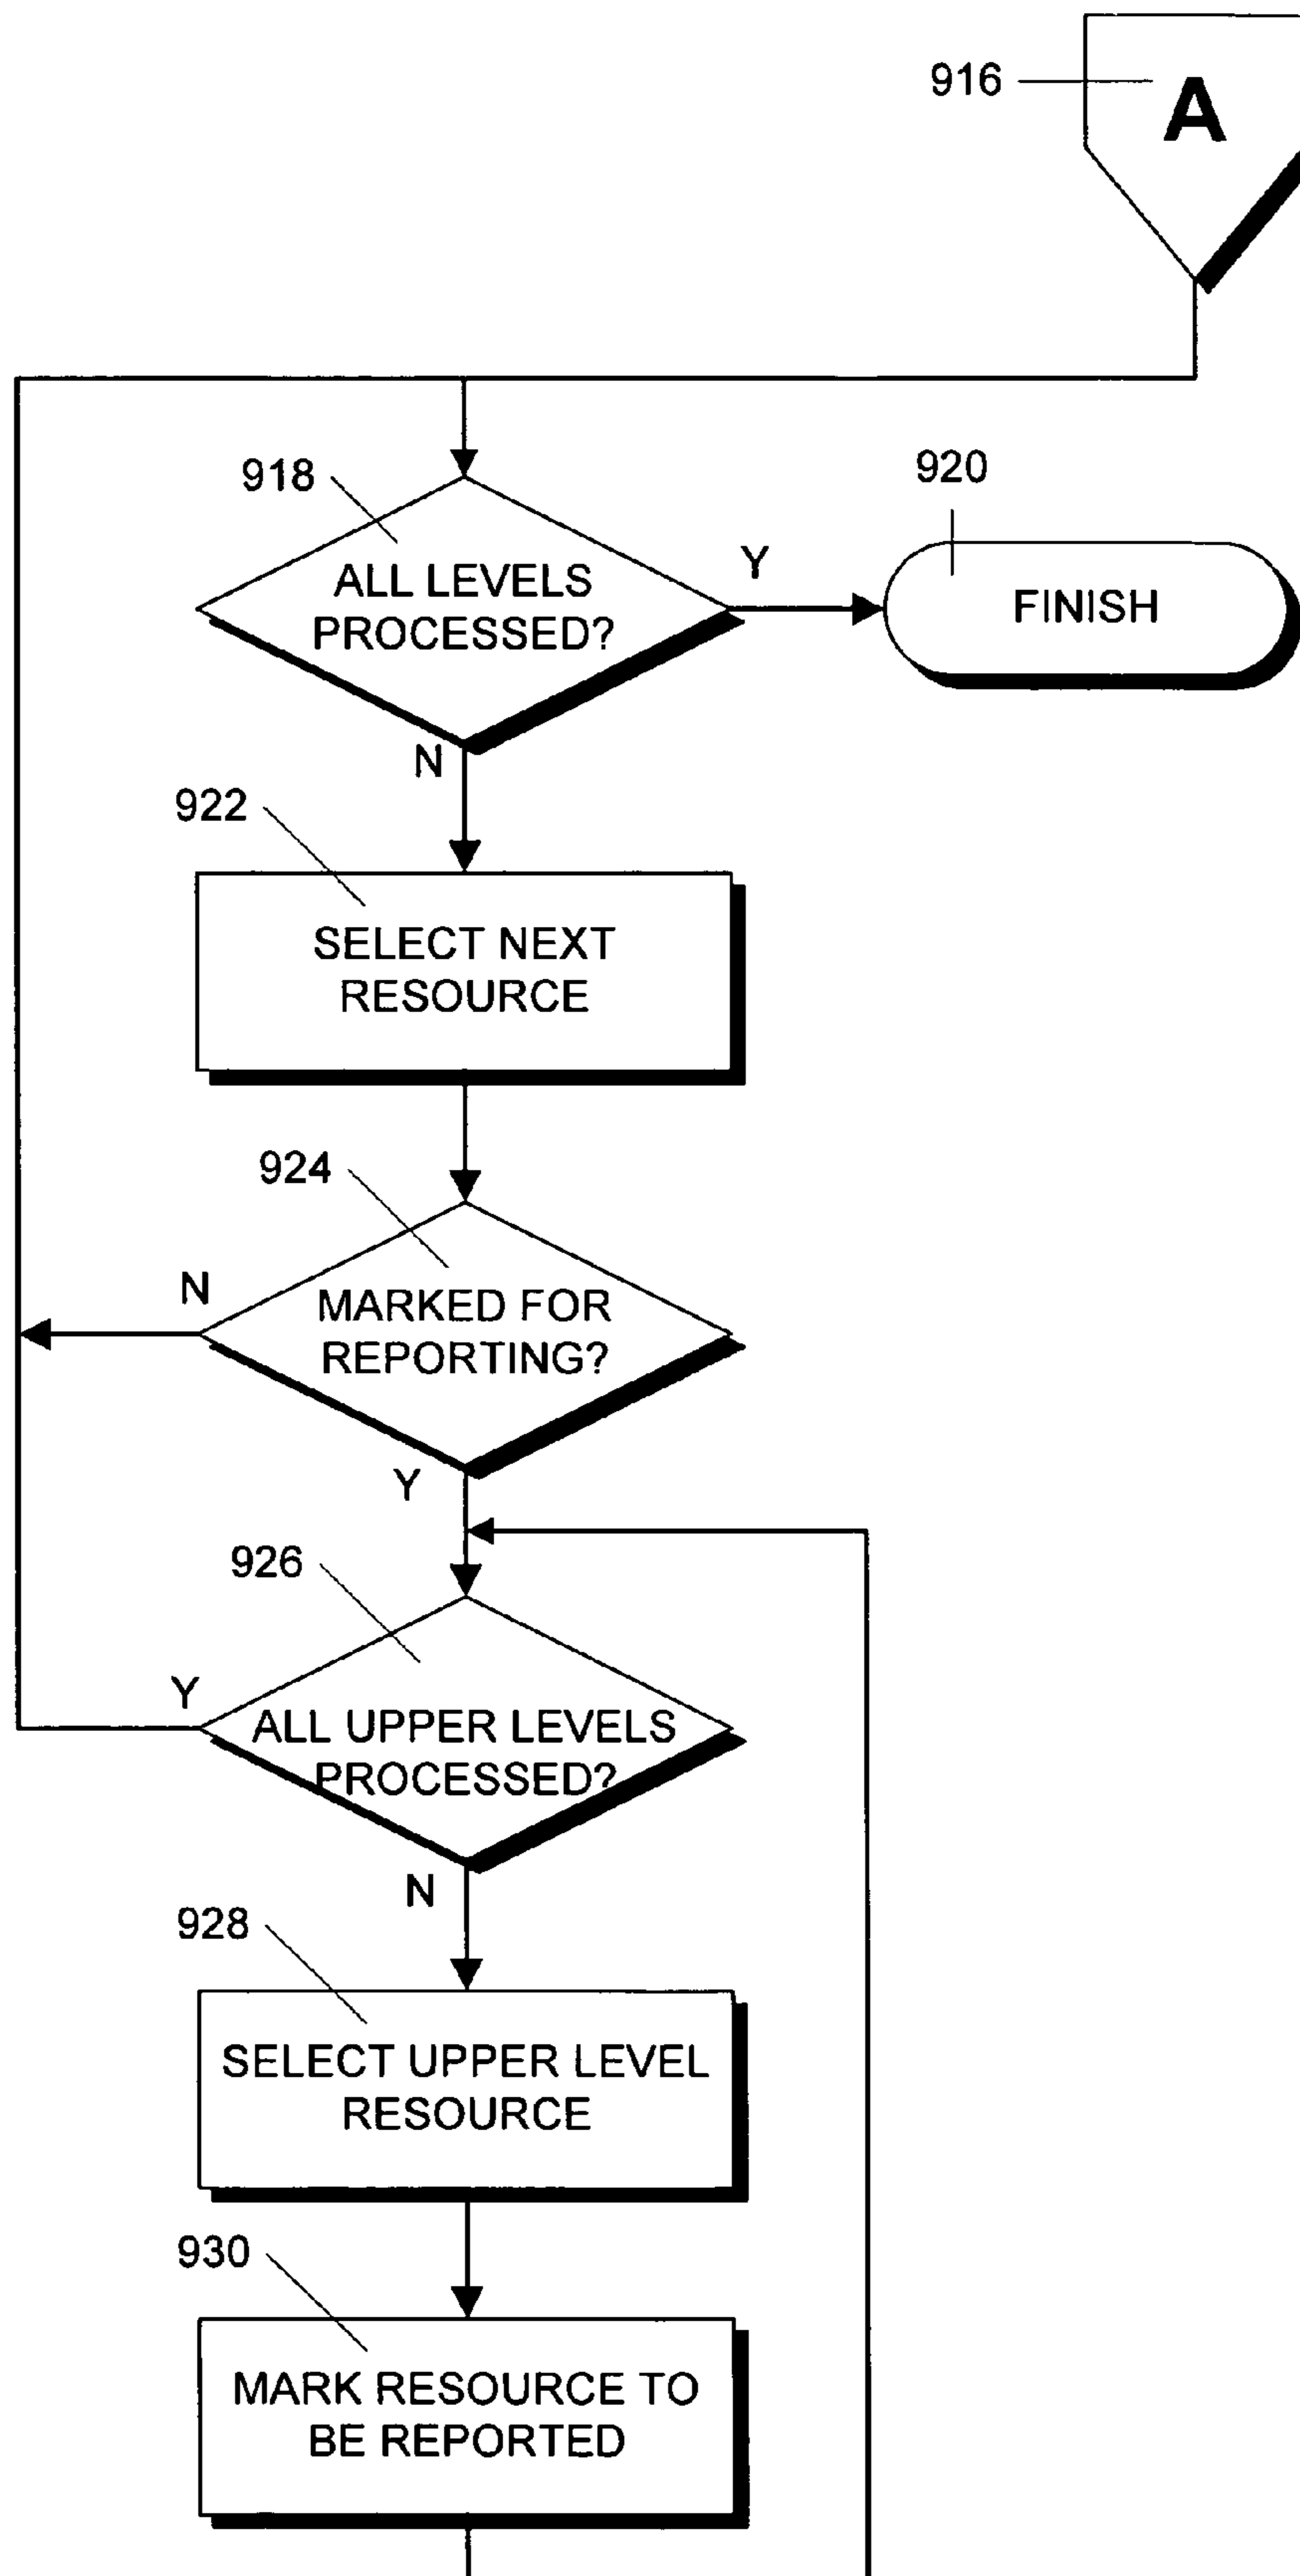 916
A
918
920
ALL LEVELS
PROCESSED?
Y
FINISH
N
922
SELECT NEXT
RESOURCE
924
N
MARKED FOR
REPORTING?
Y
926
Y
ALL UPPER LEVELS
PROCESSED?
N
928
SELECT UPPER LEVEL
RESOURCE
930
MARK RESOURCE TO
BE REPORTED